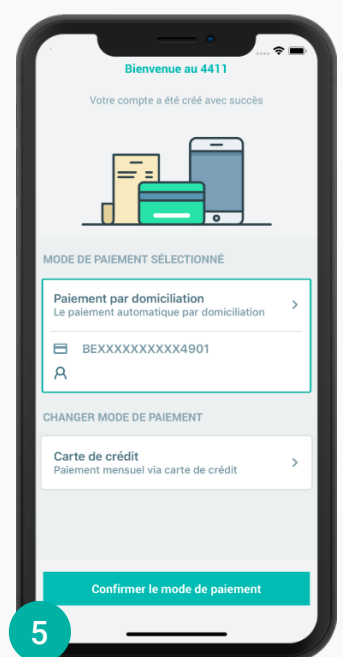 Bienvenue au 4411
Votre compte a été créé avec succès
MODE DE PAIEMENT SÉLECTIONNÉ
Paiement par domiciliation
Le paiement automatique par domiciliation
BEXXXXXXXXXX4901
CHANGER MODE DE PAIEMENT
Carte de crédit
Paiement mensuel via carte de crédit
Confirmer le mode de paiement
5